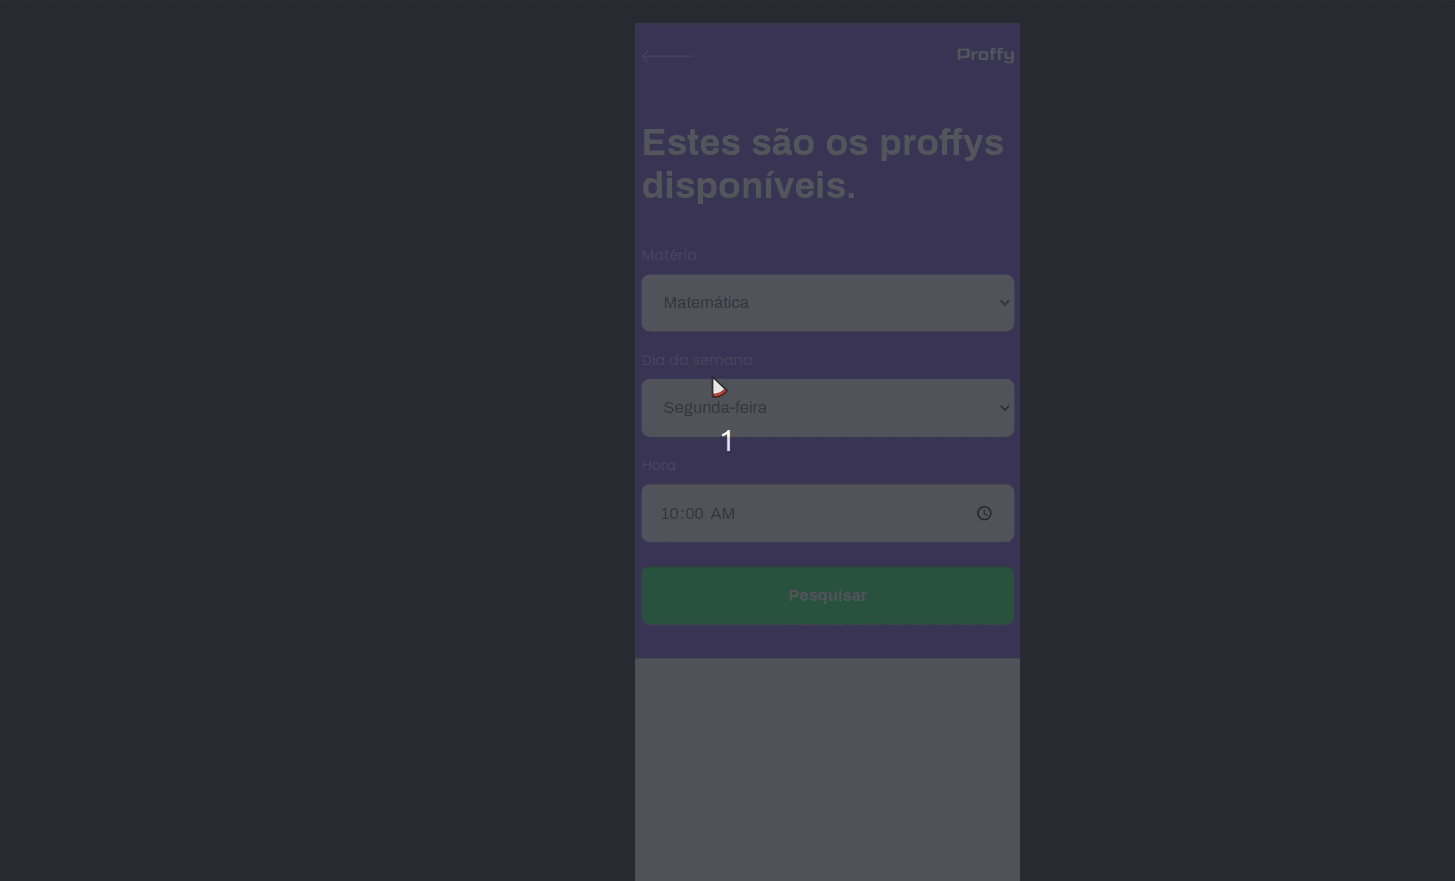 Proffy
Estes são os proffys
disponíveis.
Matéria
Matemática
Dia da semana
Segunda-feira
1
Hora
10:00 AM
Pesquisar